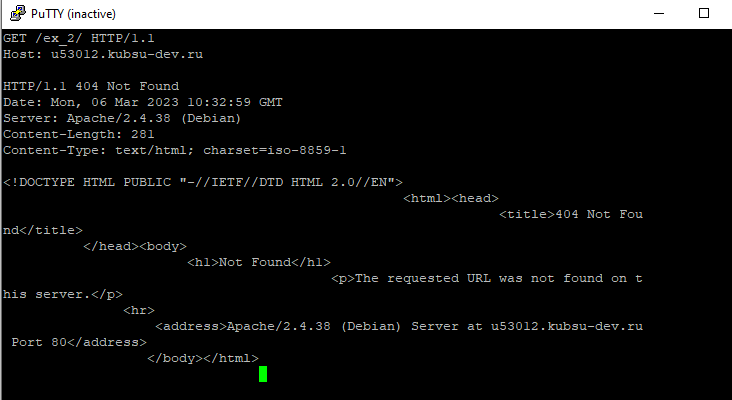 PuTTY (inactive)
GET /ex_2/ HTTP/1.1
Host: u53012.kubsu-dev.ru
HTTP/1.1 404 Not Found
Date: Mon, 06 Mar 2023 10:32:59 GMT
Server: Apache/2.4.38 (Debian)
Content-Length: 281
Content-Type: text/html; charset=iso-8859-1
<!DOCTYPE HTML PUBLIC "-//IETF//DTD HTML 2.0//EN">
<html><head>
<title>404 Not Fou
nd</title>
</head><body>
<h1>Not Found</h1>
<p>The requested URL was not found on t
his server.</p>
<hr>
<address>Apache/2.4.38 (Debian) Server at u53012.kubsu-dev.ru
Port 80</address>
</body></html>